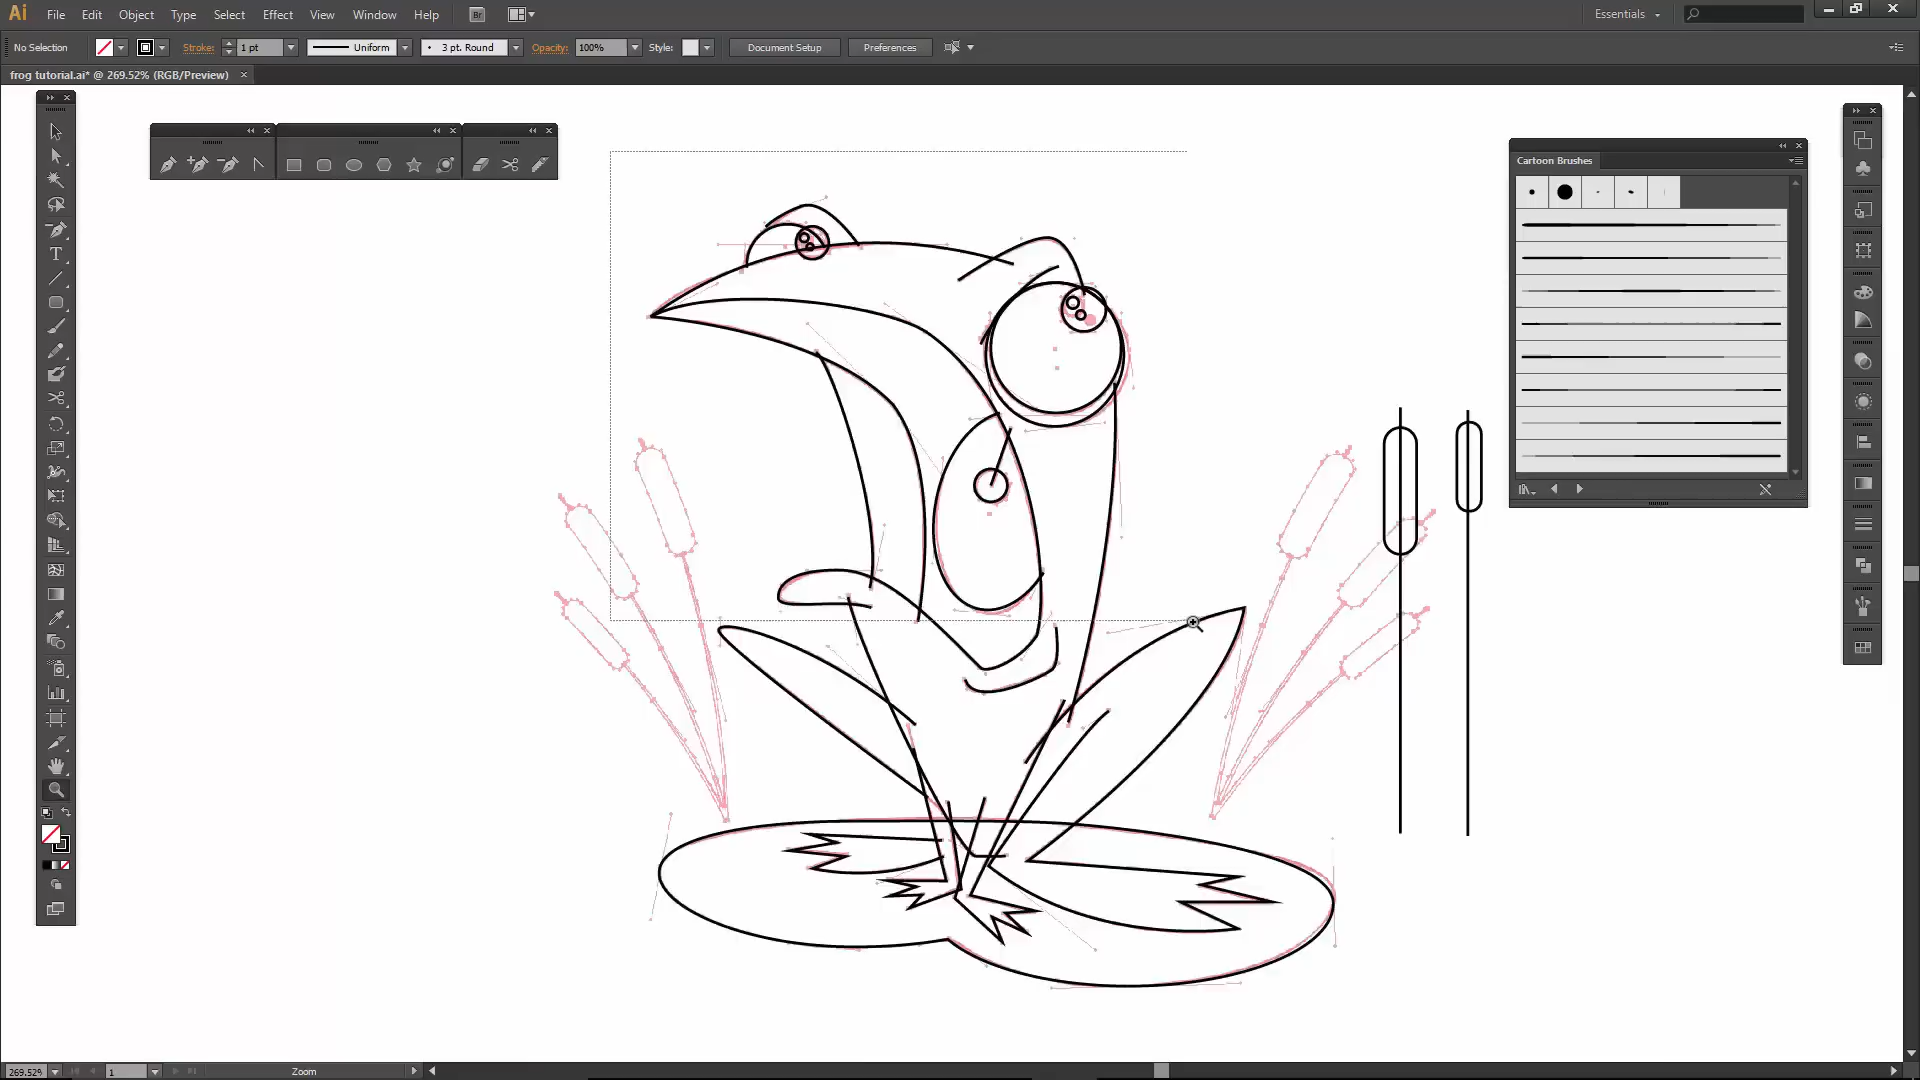 Ai File Edit Object Type Select Effect View Window Help Br Essentials
No Selection Stroke: 1 pt Uniform 3 pt. Round Opacity: 100% Style: Document Setup Preferences
frog tutorial.ai* @ 269.52% (RGB/Preview)
Cartoon Brushes
269.52% 1 Zoom